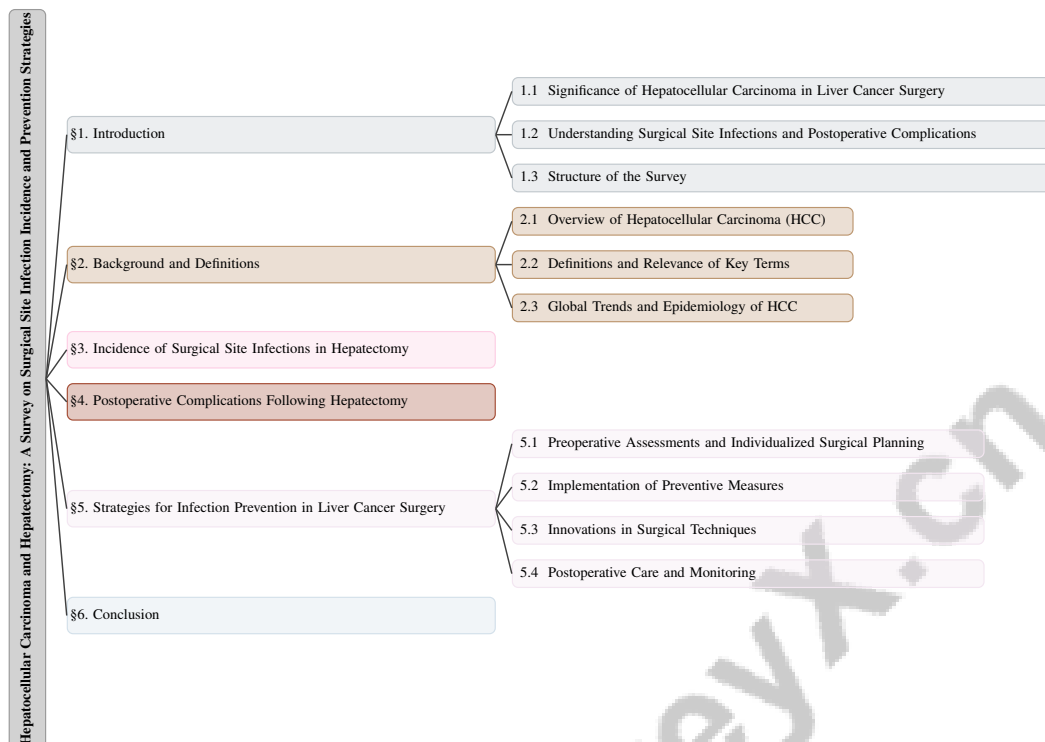 Hepatocellular Carcinoma and Hepatectomy: A Survey on Surgical Site Infection Incidence and Prevention Strategies
§1. Introduction
1.1 Significance of Hepatocellular Carcinoma in Liver Cancer Surgery
1.2 Understanding Surgical Site Infections and Postoperative Complications
1.3 Structure of the Survey
§2. Background and Definitions
2.1 Overview of Hepatocellular Carcinoma (HCC)
2.2 Definitions and Relevance of Key Terms
2.3 Global Trends and Epidemiology of HCC
§3. Incidence of Surgical Site Infections in Hepatectomy
§4. Postoperative Complications Following Hepatectomy
§5. Strategies for Infection Prevention in Liver Cancer Surgery
5.1 Preoperative Assessments and Individualized Surgical Planning
5.2 Implementation of Preventive Measures
5.3 Innovations in Surgical Techniques
5.4 Postoperative Care and Monitoring
§6. Conclusion
eyx.cn